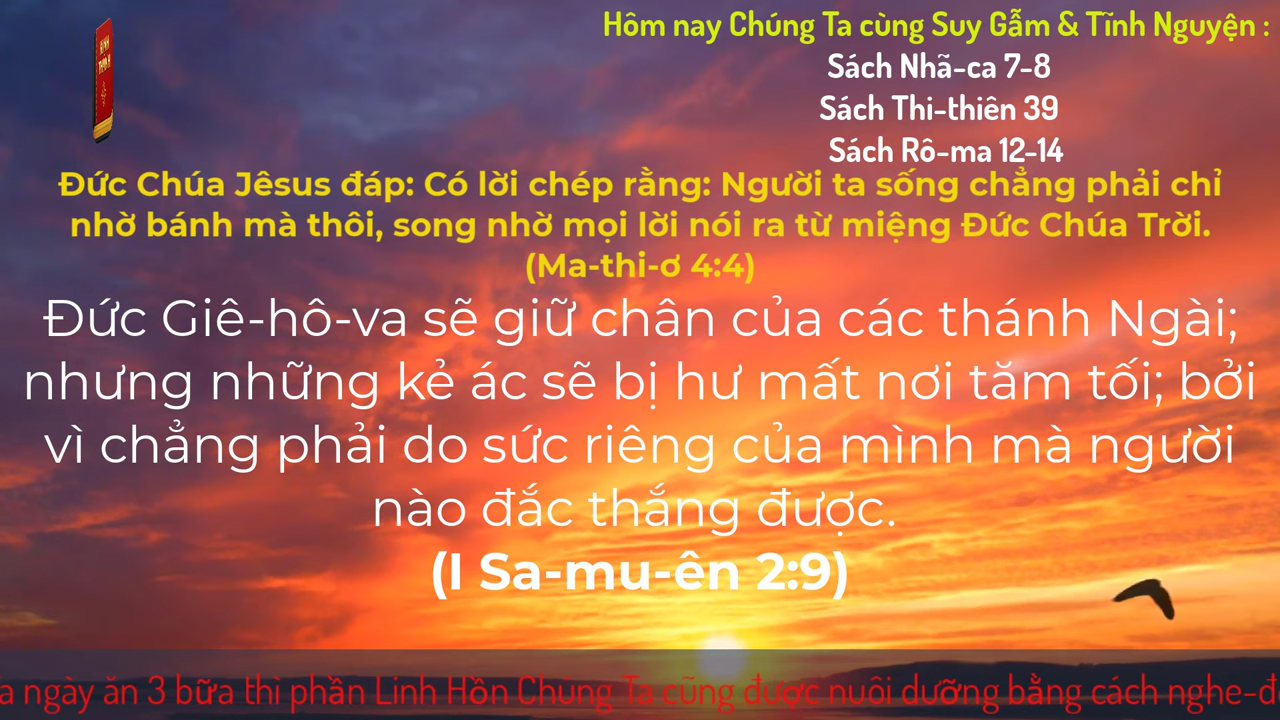 Hôm nay Chúng Ta cùng Suy Gẫm & Tĩnh Nguyện :
Sách Nhã-ca 7-8
Sách Thi-thiên 39
Sách Rô-ma 12-14
Đức Chúa Jêsus đáp: Có lời chép rằng: Người ta sống chẳng phải chỉ
nhờ bánh mà thôi, song nhờ mọi lời nói ra từ miệng Đức Chúa Trời.
(Ma-thi-ơ 4:4)
Đức Giê-hô-va sẽ giữ chân của các thánh Ngài;
nhưng những kẻ ác sẽ bị hư mất nơi tăm tối; bởi
vì chẳng phải do sức riêng của mình mà người
nào đắc thắng được.
(I Sa-mu-ên 2:9)
a ngày ăn 3 bữa thì phần Linh Hồn Chúng Ta cũng được nuôi dưỡng bằng cách nghe-đ